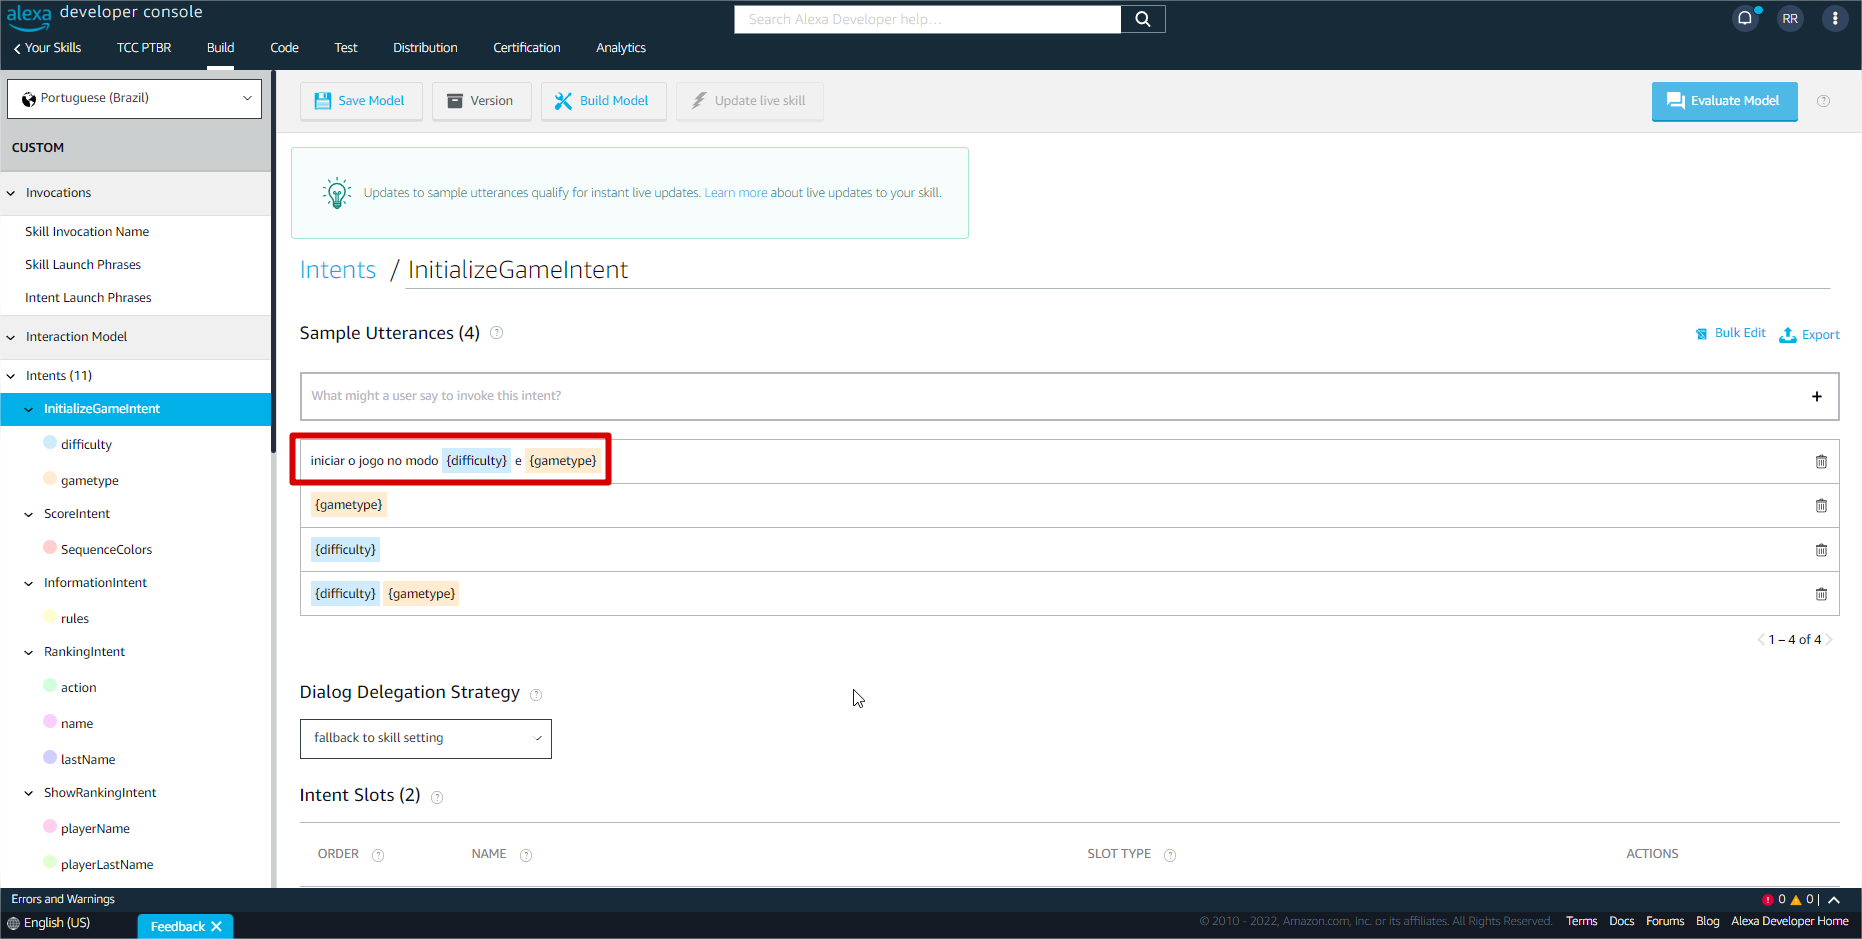 alexa developer console
Search Alexa Developer help...
RR
Your Skills
TCC PTBR
Build
Code
Test
Distribution
Certification
Analytics
Portuguese (Brazil)
Save Model
Version
Build Model
Update live skill
Evaluate Model
?
CUSTOM
Invocations
Skill Invocation Name
Skill Launch Phrases
Intent Launch Phrases
Interaction Model
Intents (11)
InitializeGameIntent
difficulty
gametype
ScoreIntent
SequenceColors
InformationIntent
rules
RankingIntent
action
name
lastName
ShowRankingIntent
playerName
playerLastName
Updates to sample utterances qualify for instant live updates. Learn more about live updates to your skill.
Intents / InitializeGameIntent
Sample Utterances (4) ?
Bulk Edit
Export
What might a user say to invoke this intent?
+
iniciar o jogo no modo {difficulty} e {gametype}
{gametype}
{difficulty}
{difficulty} {gametype}
1 – 4 of 4
Dialog Delegation Strategy ?
fallback to skill setting
Intent Slots (2) ?
ORDER ?
NAME ?
SLOT TYPE ?
ACTIONS
Errors and Warnings
! 0 0 |
English (US)
Feedback
© 2010 - 2022, Amazon.com, Inc. or its affiliates. All Rights Reserved.
Terms
Docs
Forums
Blog
Alexa Developer Home